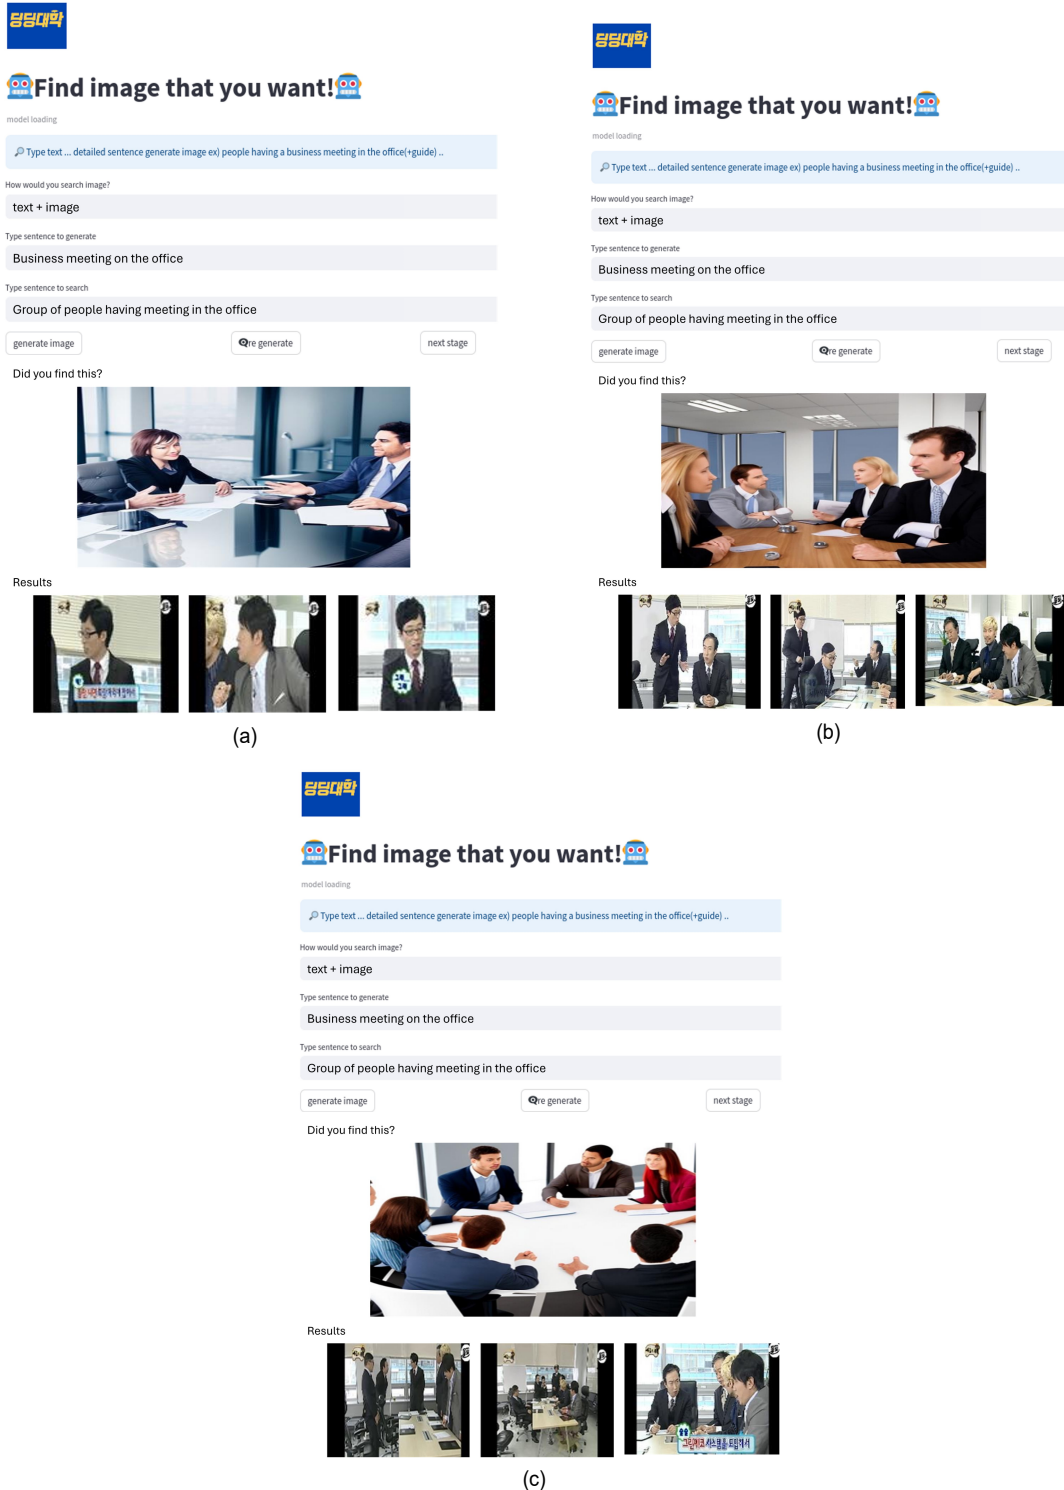 딩딩대학
Find image that you want!
model loading
Type text ... detailed sentence generate image ex) people having a business meeting in the office(+guide) ..
How would you search image?
text + image
Type sentence to generate
Business meeting on the office
Type sentence to search
Group of people having meeting in the office
generate image
re generate
next stage
Did you find this?
Results
(a)
딩딩대학
Find image that you want!
model loading
Type text ... detailed sentence generate image ex) people having a business meeting in the office(+guide) ..
How would you search image?
text + image
Type sentence to generate
Business meeting on the office
Type sentence to search
Group of people having meeting in the office
generate image
re generate
next stage
Did you find this?
Results
(b)
딩딩대학
Find image that you want!
model loading
Type text ... detailed sentence generate image ex) people having a business meeting in the office(+guide) ..
How would you search image?
text + image
Type sentence to generate
Business meeting on the office
Type sentence to search
Group of people having meeting in the office
generate image
re generate
next stage
Did you find this?
Results
(c)